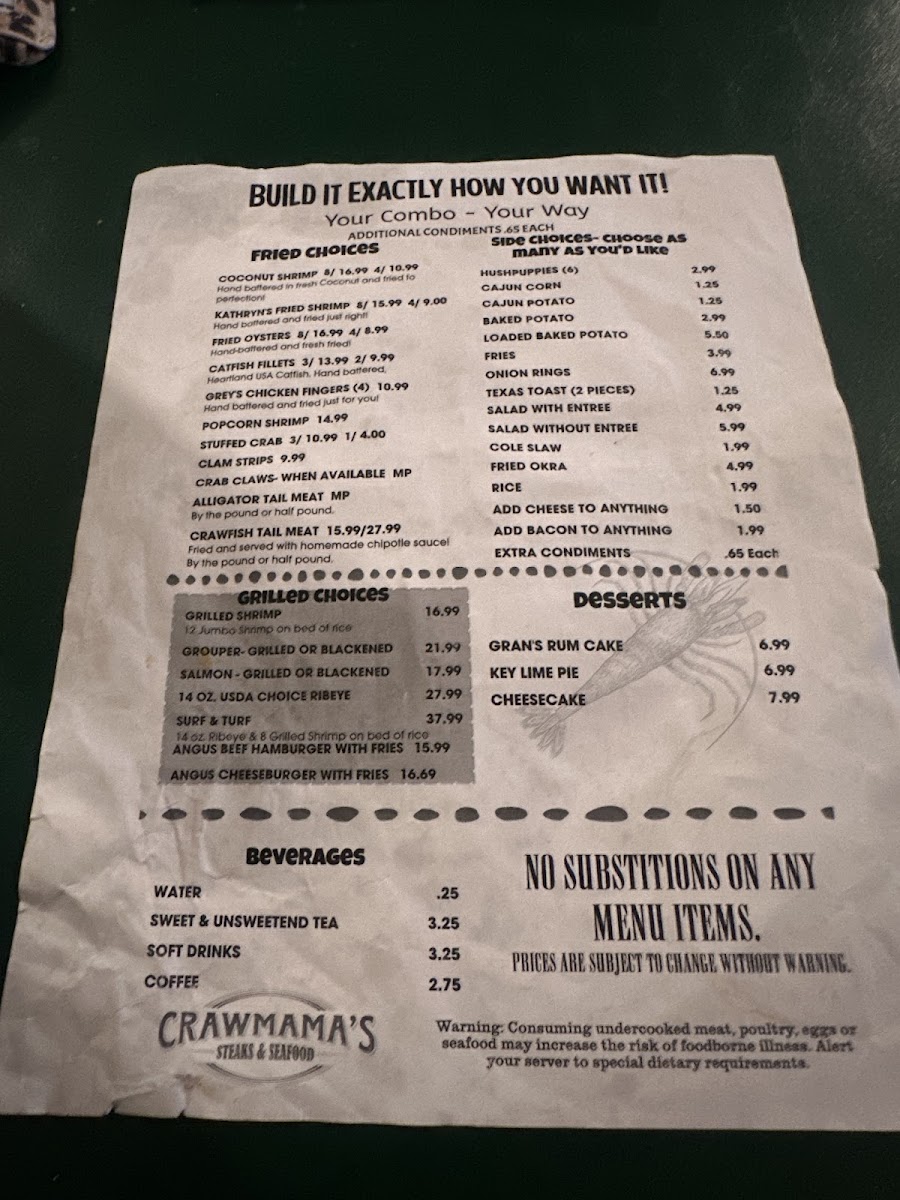 BUILD IT EXACTLY HOW YOU WANT IT!
Your Combo - Your Way
ADDITIONAL CONDIMENTS .65 EACH
FRIED CHOICES
COCONUT SHRIMP 8/ 16.99 4/ 10.99
Hand battered in fresh Coconut and fried to
perfection!
KATHRYN'S FRIED SHRIMP 8/ 15.99 4/ 9.00
Hand battered and fried just right!
FRIED OYSTERS 8/ 16.99 4/ 8.99
Hand-battered and fresh fried!
CATFISH FILLETS 3/ 13.99 2/ 9.99
Heartland USA Catfish. Hand battered,
GREY'S CHICKEN FINGERS (4) 10.99
Hand battered and fried just for you!
POPCORN SHRIMP 14.99
STUFFED CRAB 3/ 10.99 1/ 4.00
CLAM STRIPS 9.99
CRAB CLAWS- WHEN AVAILABLE MP
ALLIGATOR TAIL MEAT MP
By the pound or half pound.
CRAWFISH TAIL MEAT 15.99/27.99
Fried and served with homemade chipotle sauce!
By the pound or half pound.
SIDE CHOICES- CHOOSE AS
MANY AS YOU'D LIKE
HUSHPUPPIES (6) 2.99
CAJUN CORN 1.25
CAJUN POTATO 1.25
BAKED POTATO 2.99
LOADED BAKED POTATO 5.50
FRIES 3.99
ONION RINGS 6.99
TEXAS TOAST (2 PIECES) 1.25
SALAD WITH ENTREE 4.99
SALAD WITHOUT ENTREE 5.99
COLE SLAW 1.99
FRIED OKRA 4.99
RICE 1.99
ADD CHEESE TO ANYTHING 1.50
ADD BACON TO ANYTHING 1.99
EXTRA CONDIMENTS .65 Each
GRILLED CHOICES
GRILLED SHRIMP 16.99
12 Jumbo Shrimp on bed of rice
GROUPER- GRILLED OR BLACKENED 21.99
SALMON - GRILLED OR BLACKENED 17.99
14 OZ. USDA CHOICE RIBEYE 27.99
SURF & TURF 37.99
14 oz. Ribeye & 8 Grilled Shrimp on bed of rice
ANGUS BEEF HAMBURGER WITH FRIES 15.99
ANGUS CHEESEBURGER WITH FRIES 16.69
DESSERTS
GRAN'S RUM CAKE 6.99
KEY LIME PIE 6.99
CHEESECAKE 7.99
BEVERAGES
WATER .25
SWEET & UNSWEETEND TEA 3.25
SOFT DRINKS 3.25
COFFEE 2.75
CRAWMAMA'S
STEAKS & SEAFOOD
NO SUBSTITIONS ON ANY
MENU ITEMS.
PRICES ARE SUBJECT TO CHANGE WITHOUT WARNING.
Warning: Consuming undercooked meat, poultry, eggs or
seafood may increase the risk of foodborne illness. Alert
your server to special dietary requirements.